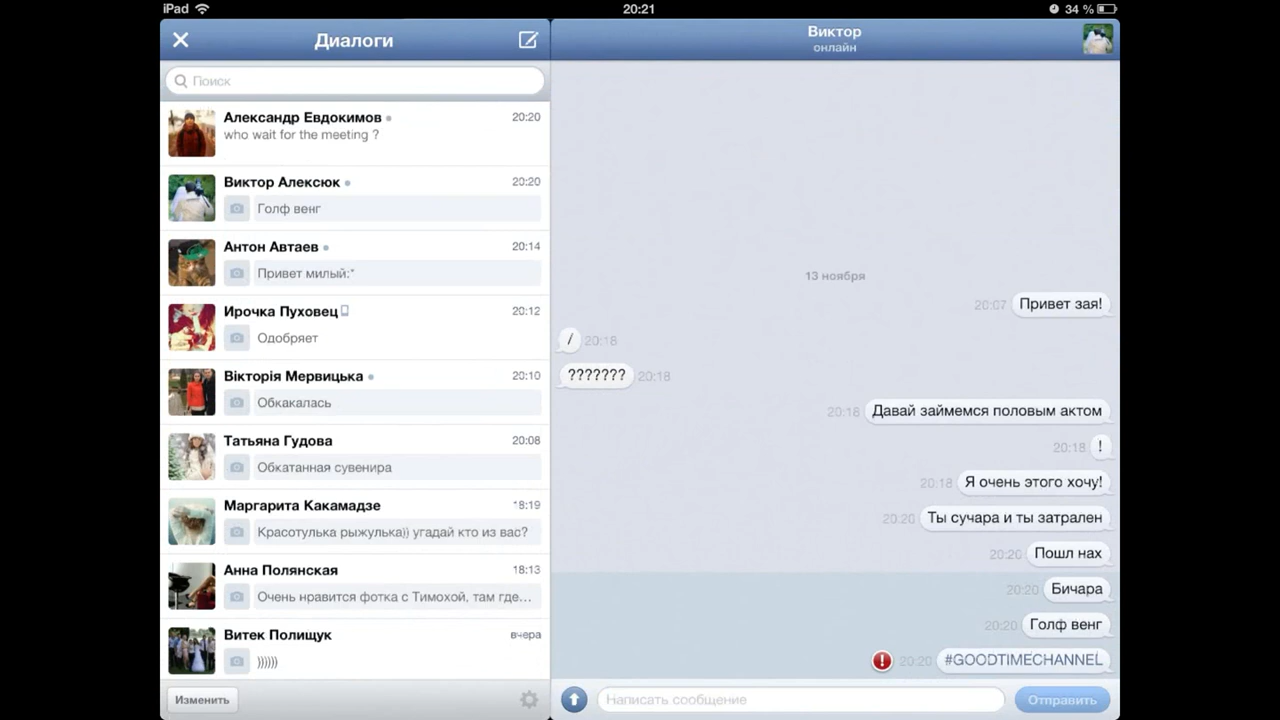 iPad
20:21
34 %
Диалоги
Поиск
Александр Евдокимов
20:20
who wait for the meeting ?
Виктор Алексюк
20:20
Голф венг
Антон Автаев
20:14
Привет милый:*
Ирочка Пуховец
20:12
Одобряет
Вікторія Мервицька
20:10
Обкакалась
Татьяна Гудова
20:08
Обкатанная сувенира
Маргарита Какамадзе
18:19
Красотулька рыжулька)) угадай кто из вас?
Анна Полянская
18:13
Очень нравится фотка с Тимохой, там где...
Витек Полищук
вчера
))))))
Изменить
Виктор
онлайн
13 ноября
20:07 Привет зая!
/ 20:18
??????? 20:18
20:18 Давай займемся половым актом
20:18 !
20:18 Я очень этого хочу!
20:20 Ты сучара и ты затрален
20:20 Пошл нах
20:20 Бичара
20:20 Голф венг
20:20 #GOODTIMECHANNEL
Написать сообщение
Отправить